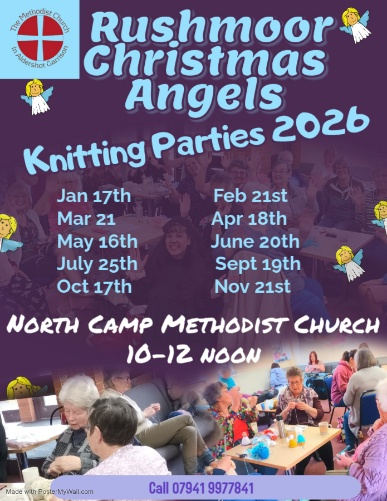 The Methodist Church
In Aldershot Garrison
Rushmoor
Christmas
Angels
Knitting Parties 2026
Jan 17th Feb 21st
Mar 21 Apr 18th
May 16th June 20th
July 25th Sept 19th
Oct 17th Nov 21st
North Camp Methodist Church
10-12 noon
Call 07941 9977841
Made with PosterMyWall.com